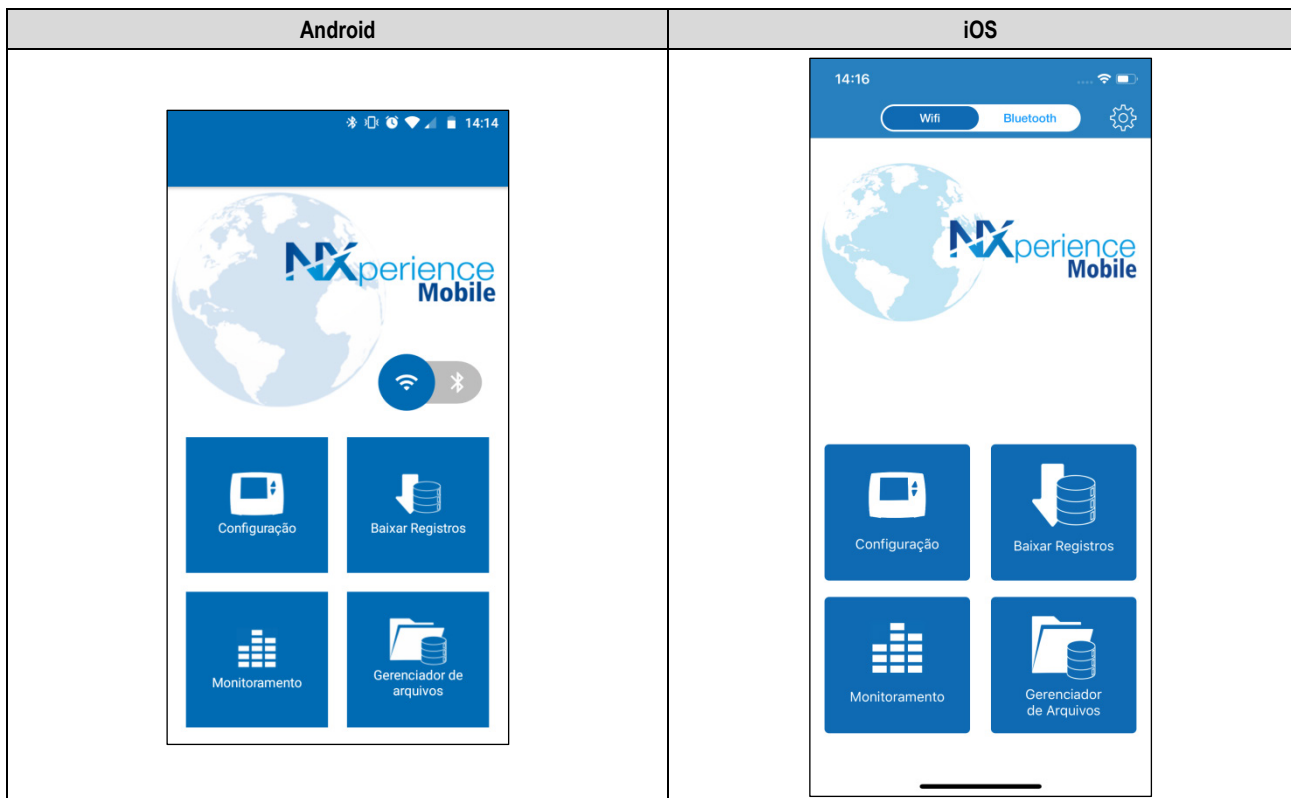 Android
iOS
14:14
NXperience
Mobile
Configuração
Baixar Registros
Monitoramento
Gerenciador de
arquivos
14:16
Wifi
Bluetooth
NXperience
Mobile
Configuração
Baixar Registros
Monitoramento
Gerenciador
de Arquivos